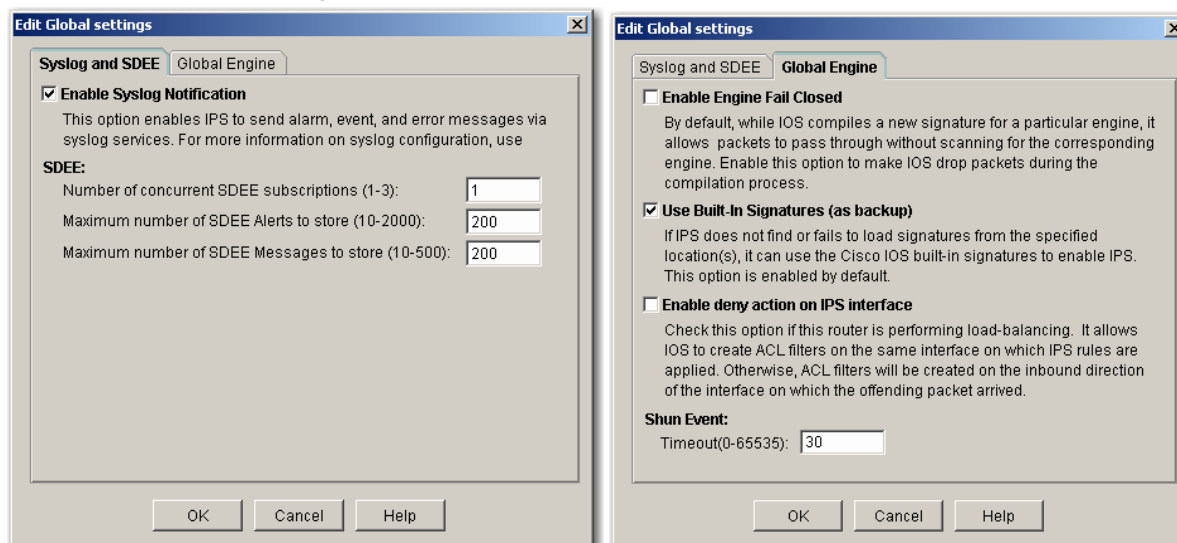 Edit Global settings
Syslog and SDEE
Global Engine
Enable Syslog Notification
This option enables IPS to send alarm, event, and error messages via
syslog services. For more information on syslog configuration, use
SDEE:
Number of concurrent SDEE subscriptions (1-3): 1
Maximum number of SDEE Alerts to store (10-2000): 200
Maximum number of SDEE Messages to store (10-500): 200
OK
Cancel
Help
Edit Global settings
Syslog and SDEE
Global Engine
Enable Engine Fail Closed
By default, while IOS compiles a new signature for a particular engine, it
allows packets to pass through without scanning for the corresponding
engine. Enable this option to make IOS drop packets during the
compilation process.
Use Built-In Signatures (as backup)
If IPS does not find or fails to load signatures from the specified
location(s), it can use the Cisco IOS built-in signatures to enable IPS.
This option is enabled by default.
Enable deny action on IPS interface
Check this option if this router is performing load-balancing. It allows
IOS to create ACL filters on the same interface on which IPS rules are
applied. Otherwise, ACL filters will be created on the inbound direction
of the interface on which the offending packet arrived.
Shun Event:
Timeout(0-65535): 30
OK
Cancel
Help